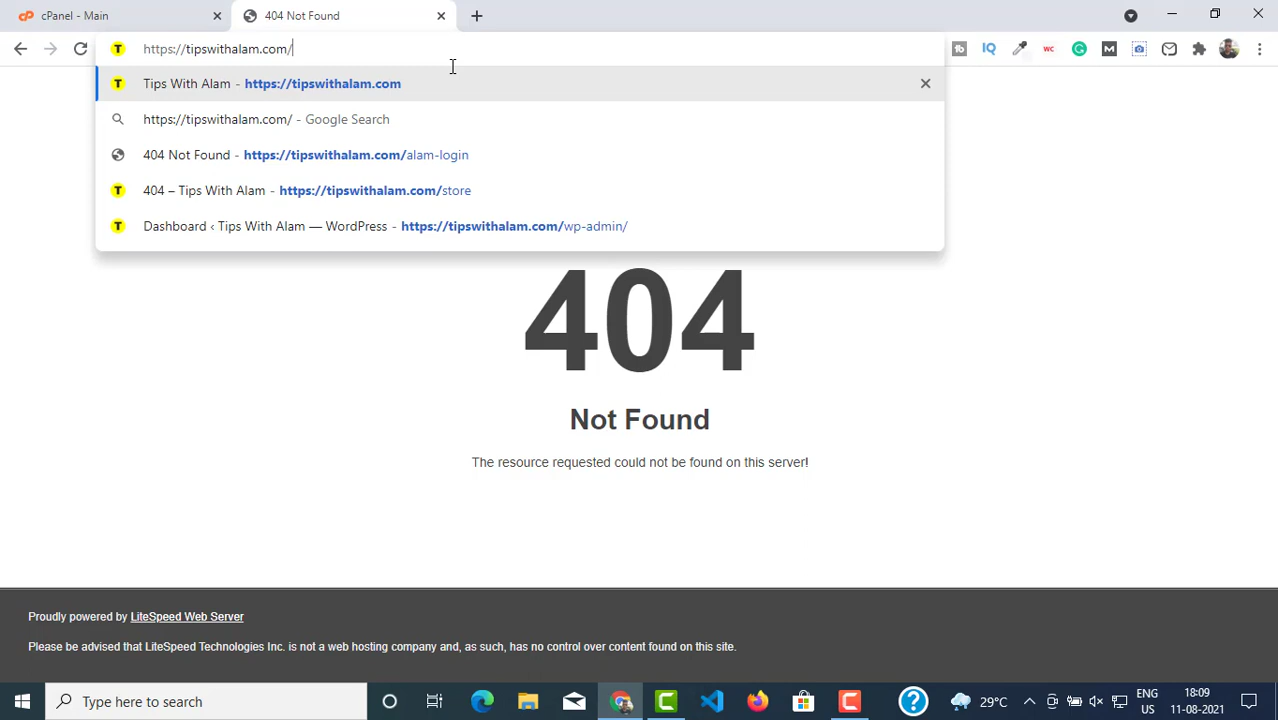 cPanel - Main
404 Not Found
https://tipswithalam.com/
Tips With Alam - https://tipswithalam.com
https://tipswithalam.com/ - Google Search
404 Not Found - https://tipswithalam.com/alam-login
404 – Tips With Alam - https://tipswithalam.com/store
Dashboard ‹ Tips With Alam — WordPress - https://tipswithalam.com/wp-admin/
404
Not Found
The resource requested could not be found on this server!
Proudly powered by LiteSpeed Web Server
Please be advised that LiteSpeed Technologies Inc. is not a web hosting company and, as such, has no control over content found on this site.
Type here to search
29°C
ENG
US
18:09
11-08-2021